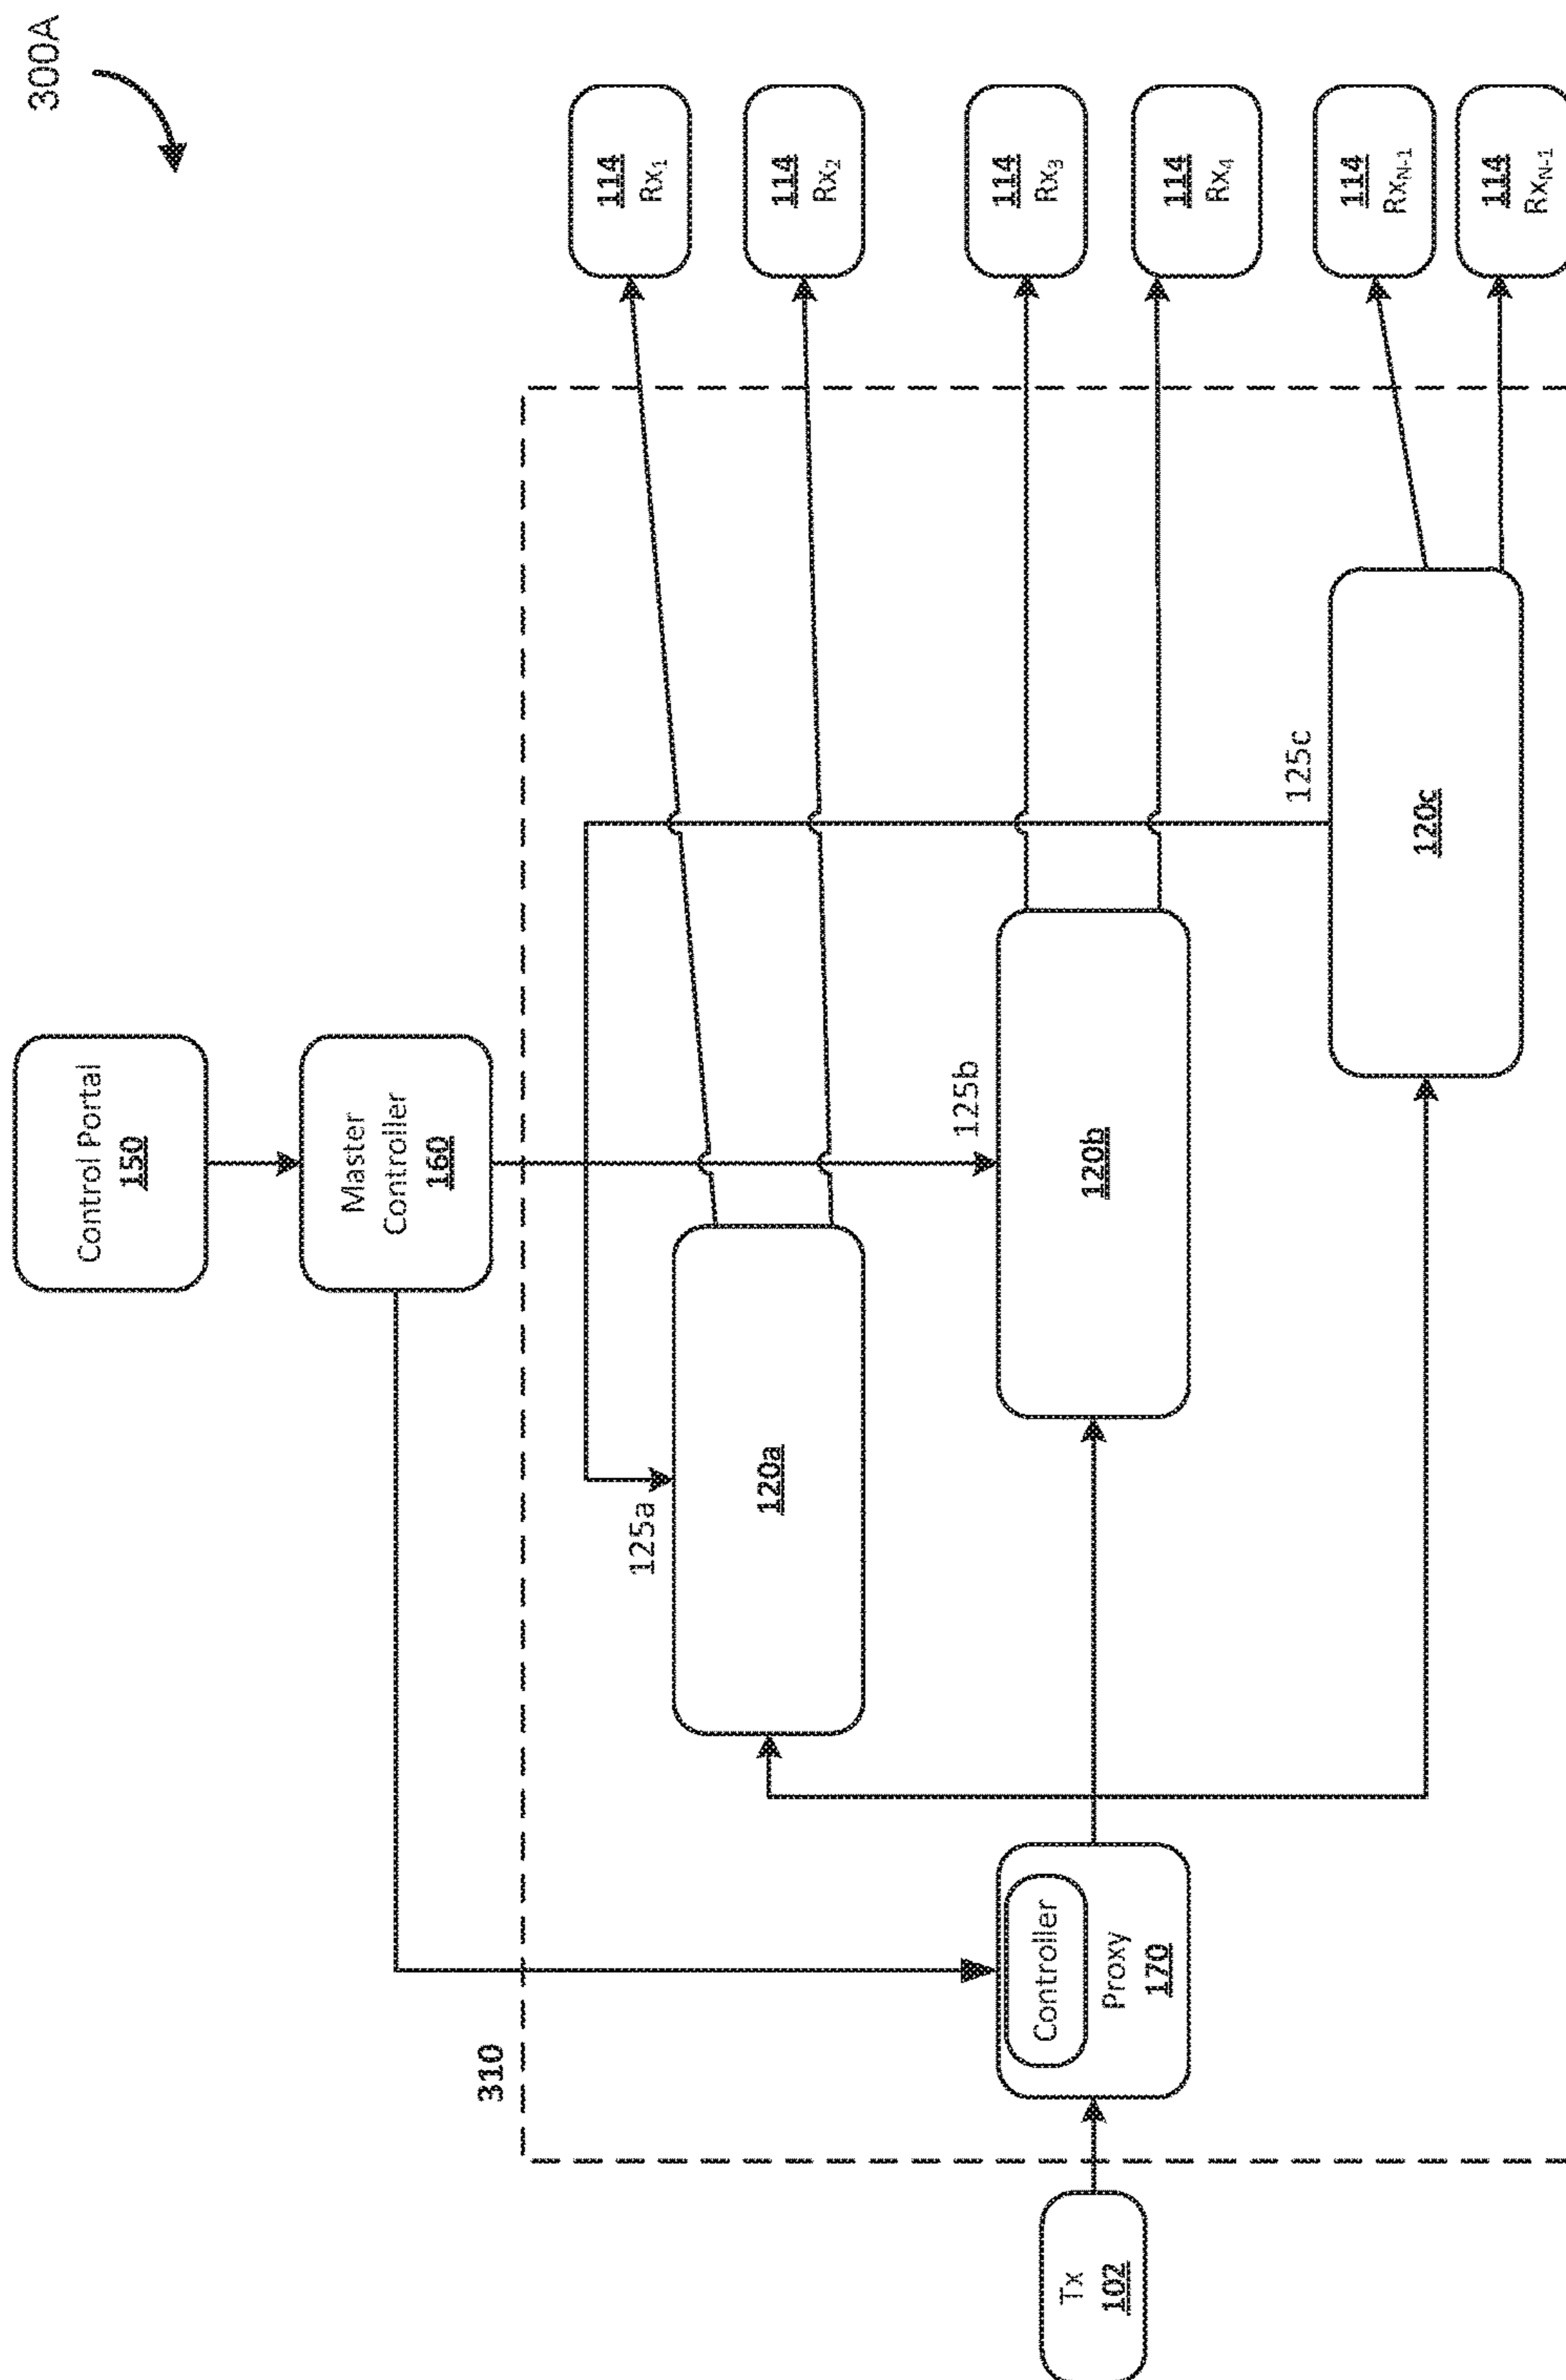 300A
Control Portal
150
Master
Controller
160
310
114
Rx1
114
Rx2
125a
120a
125b
120b
114
Rx3
114
Rx4
125c
120c
114
RxN-1
114
RxN-1
Tx
102
Controller
Proxy
170